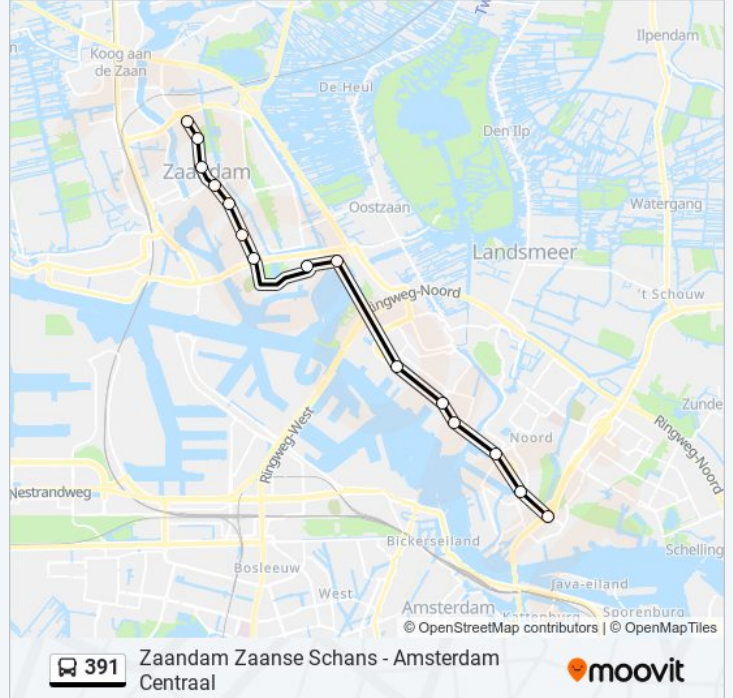 Koog aan
de Zaan
De Heul
Ilpendam
Den Ilp
Zaandam
Oostzaan
Watergang
Landsmeer
't Schouw
Ringweg-Noord
Zunde
Ringweg-Noord
Noord
Ringweg-West
Nestrandweg
Bickerseiland
Schelling
Bosleeuw
Java-eiland
West
Amsterdam
Kattenburg
Sporenburg
© OpenStreetMap contributors | © OpenMapTiles
391
Zaandam Zaanse Schans - Amsterdam
Centraal
moovit